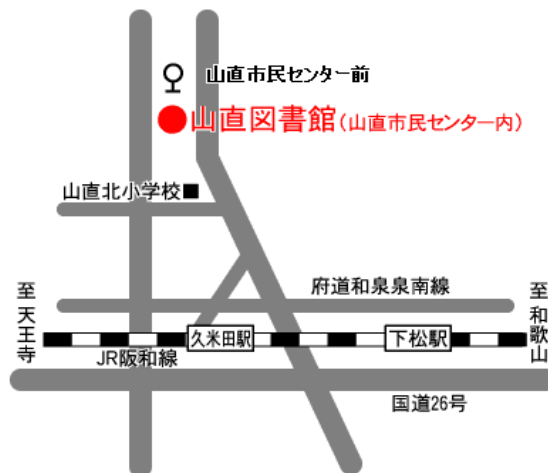 山直市民センター前
山直図書館(山直市民センター内)
山直北小学校
府道和泉泉南線
至天王寺
至和歌山
久米田駅
下松駅
JR阪和線
国道26号